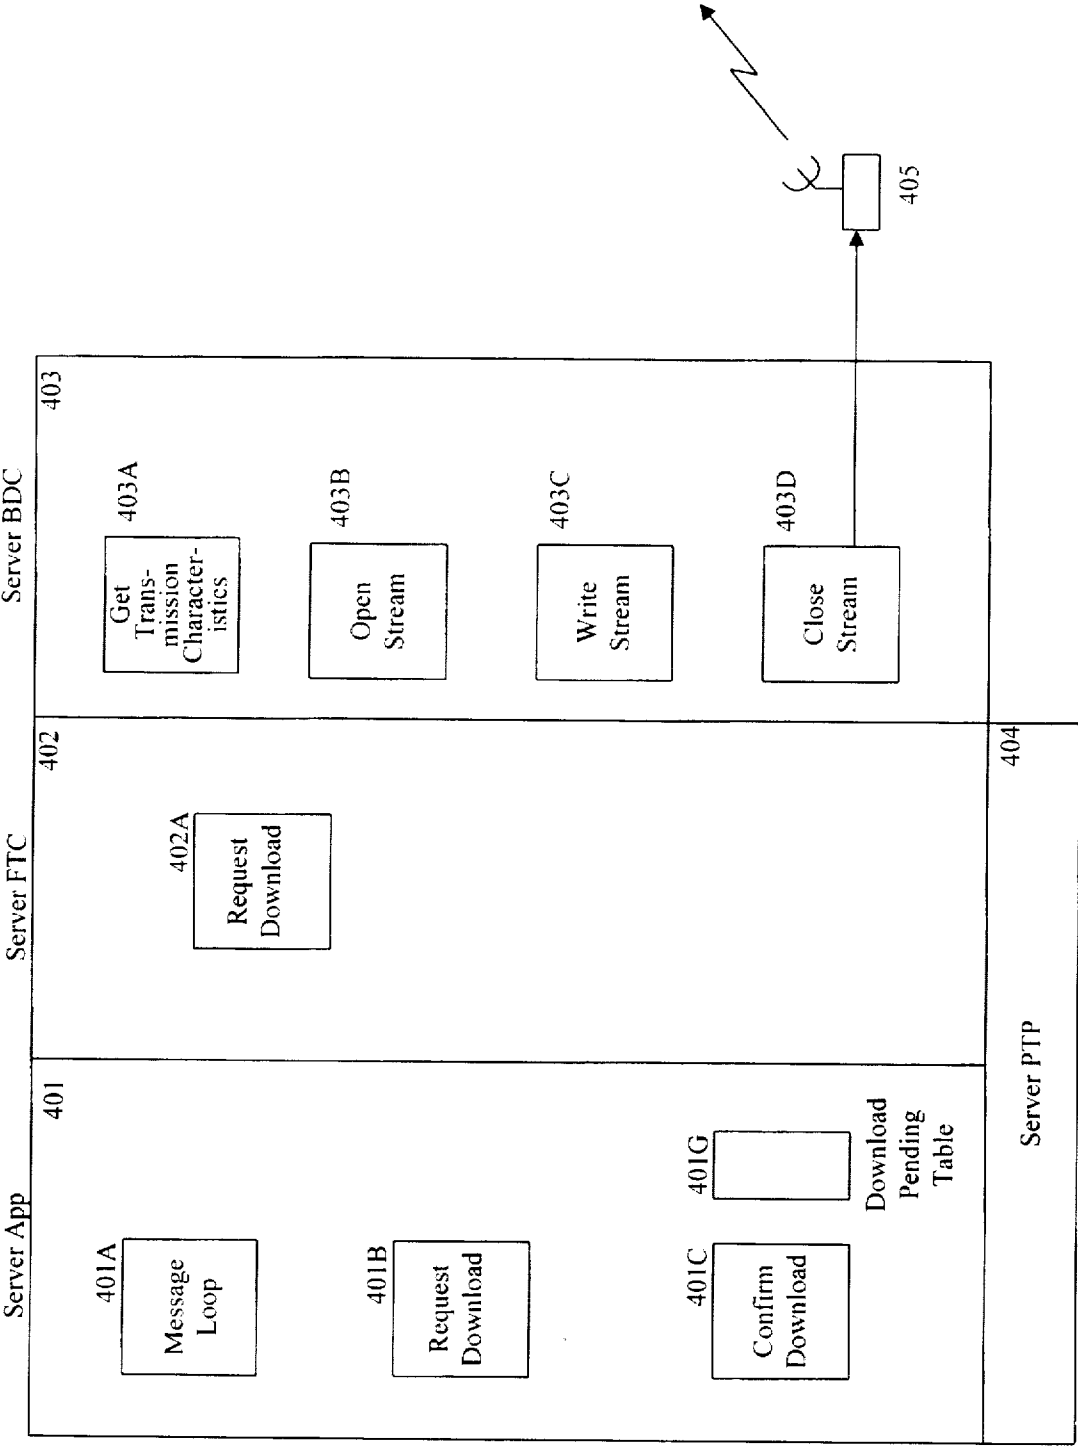 Server App
401
401A
Message
Loop
401B
Request
Download
401C
Confirm
Download
401G
Download
Pending
Table
Server FTC
402
402A
Request
Download
Server BDC
403
403A
Get
Trans-
mission
Character-
istics
403B
Open
Stream
403C
Write
Stream
403D
Close
Stream
Server PTP
404
405